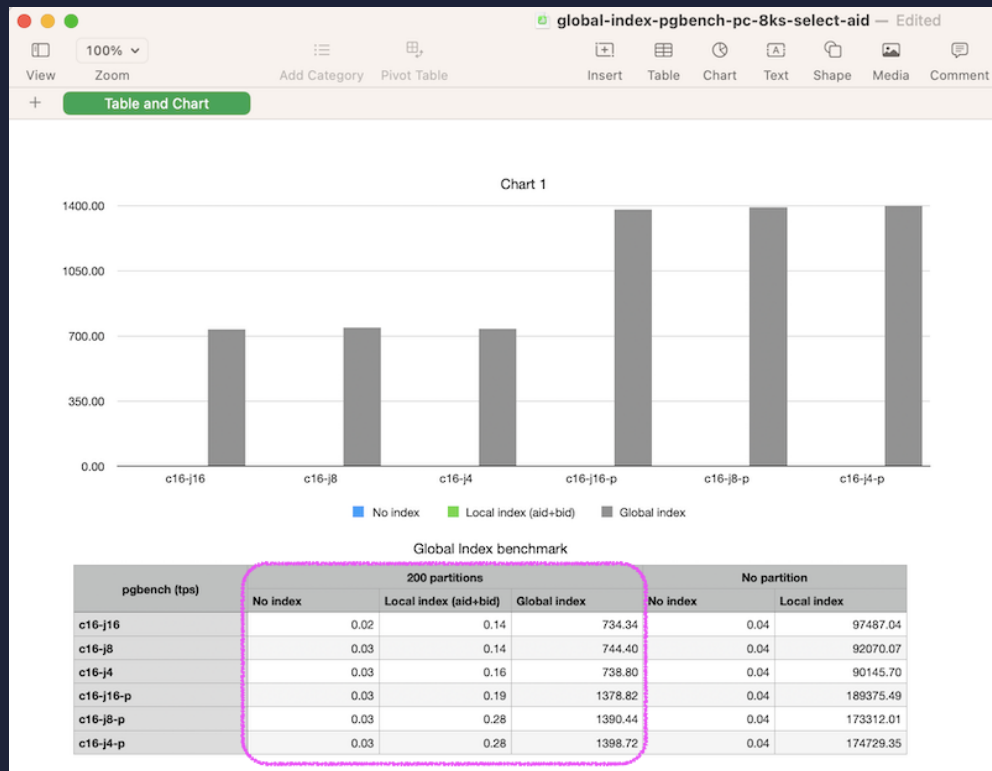 global-index-pgbench-pc-8ks-select-aid — Edited
100%
View Zoom Add Category Pivot Table Insert Table Chart Text Shape Media Comment
+ Table and Chart
Chart 1
1400.00
1050.00
700.00
350.00
0.00
c16-j16 c16-j8 c16-j4 c16-j16-p c16-j8-p c16-j4-p
No index Local index (aid+bid) Global index
Global Index benchmark
pgbench (tps) 200 partitions No partition
No index Local index (aid+bid) Global index No index Local index
c16-j16 0.02 0.14 734.34 0.04 97487.04
c16-j8 0.03 0.14 744.40 0.04 92070.07
c16-j4 0.03 0.16 738.80 0.04 90145.70
c16-j16-p 0.03 0.19 1378.82 0.04 189375.49
c16-j8-p 0.03 0.28 1390.44 0.04 173312.01
c16-j4-p 0.03 0.28 1398.72 0.04 174729.35